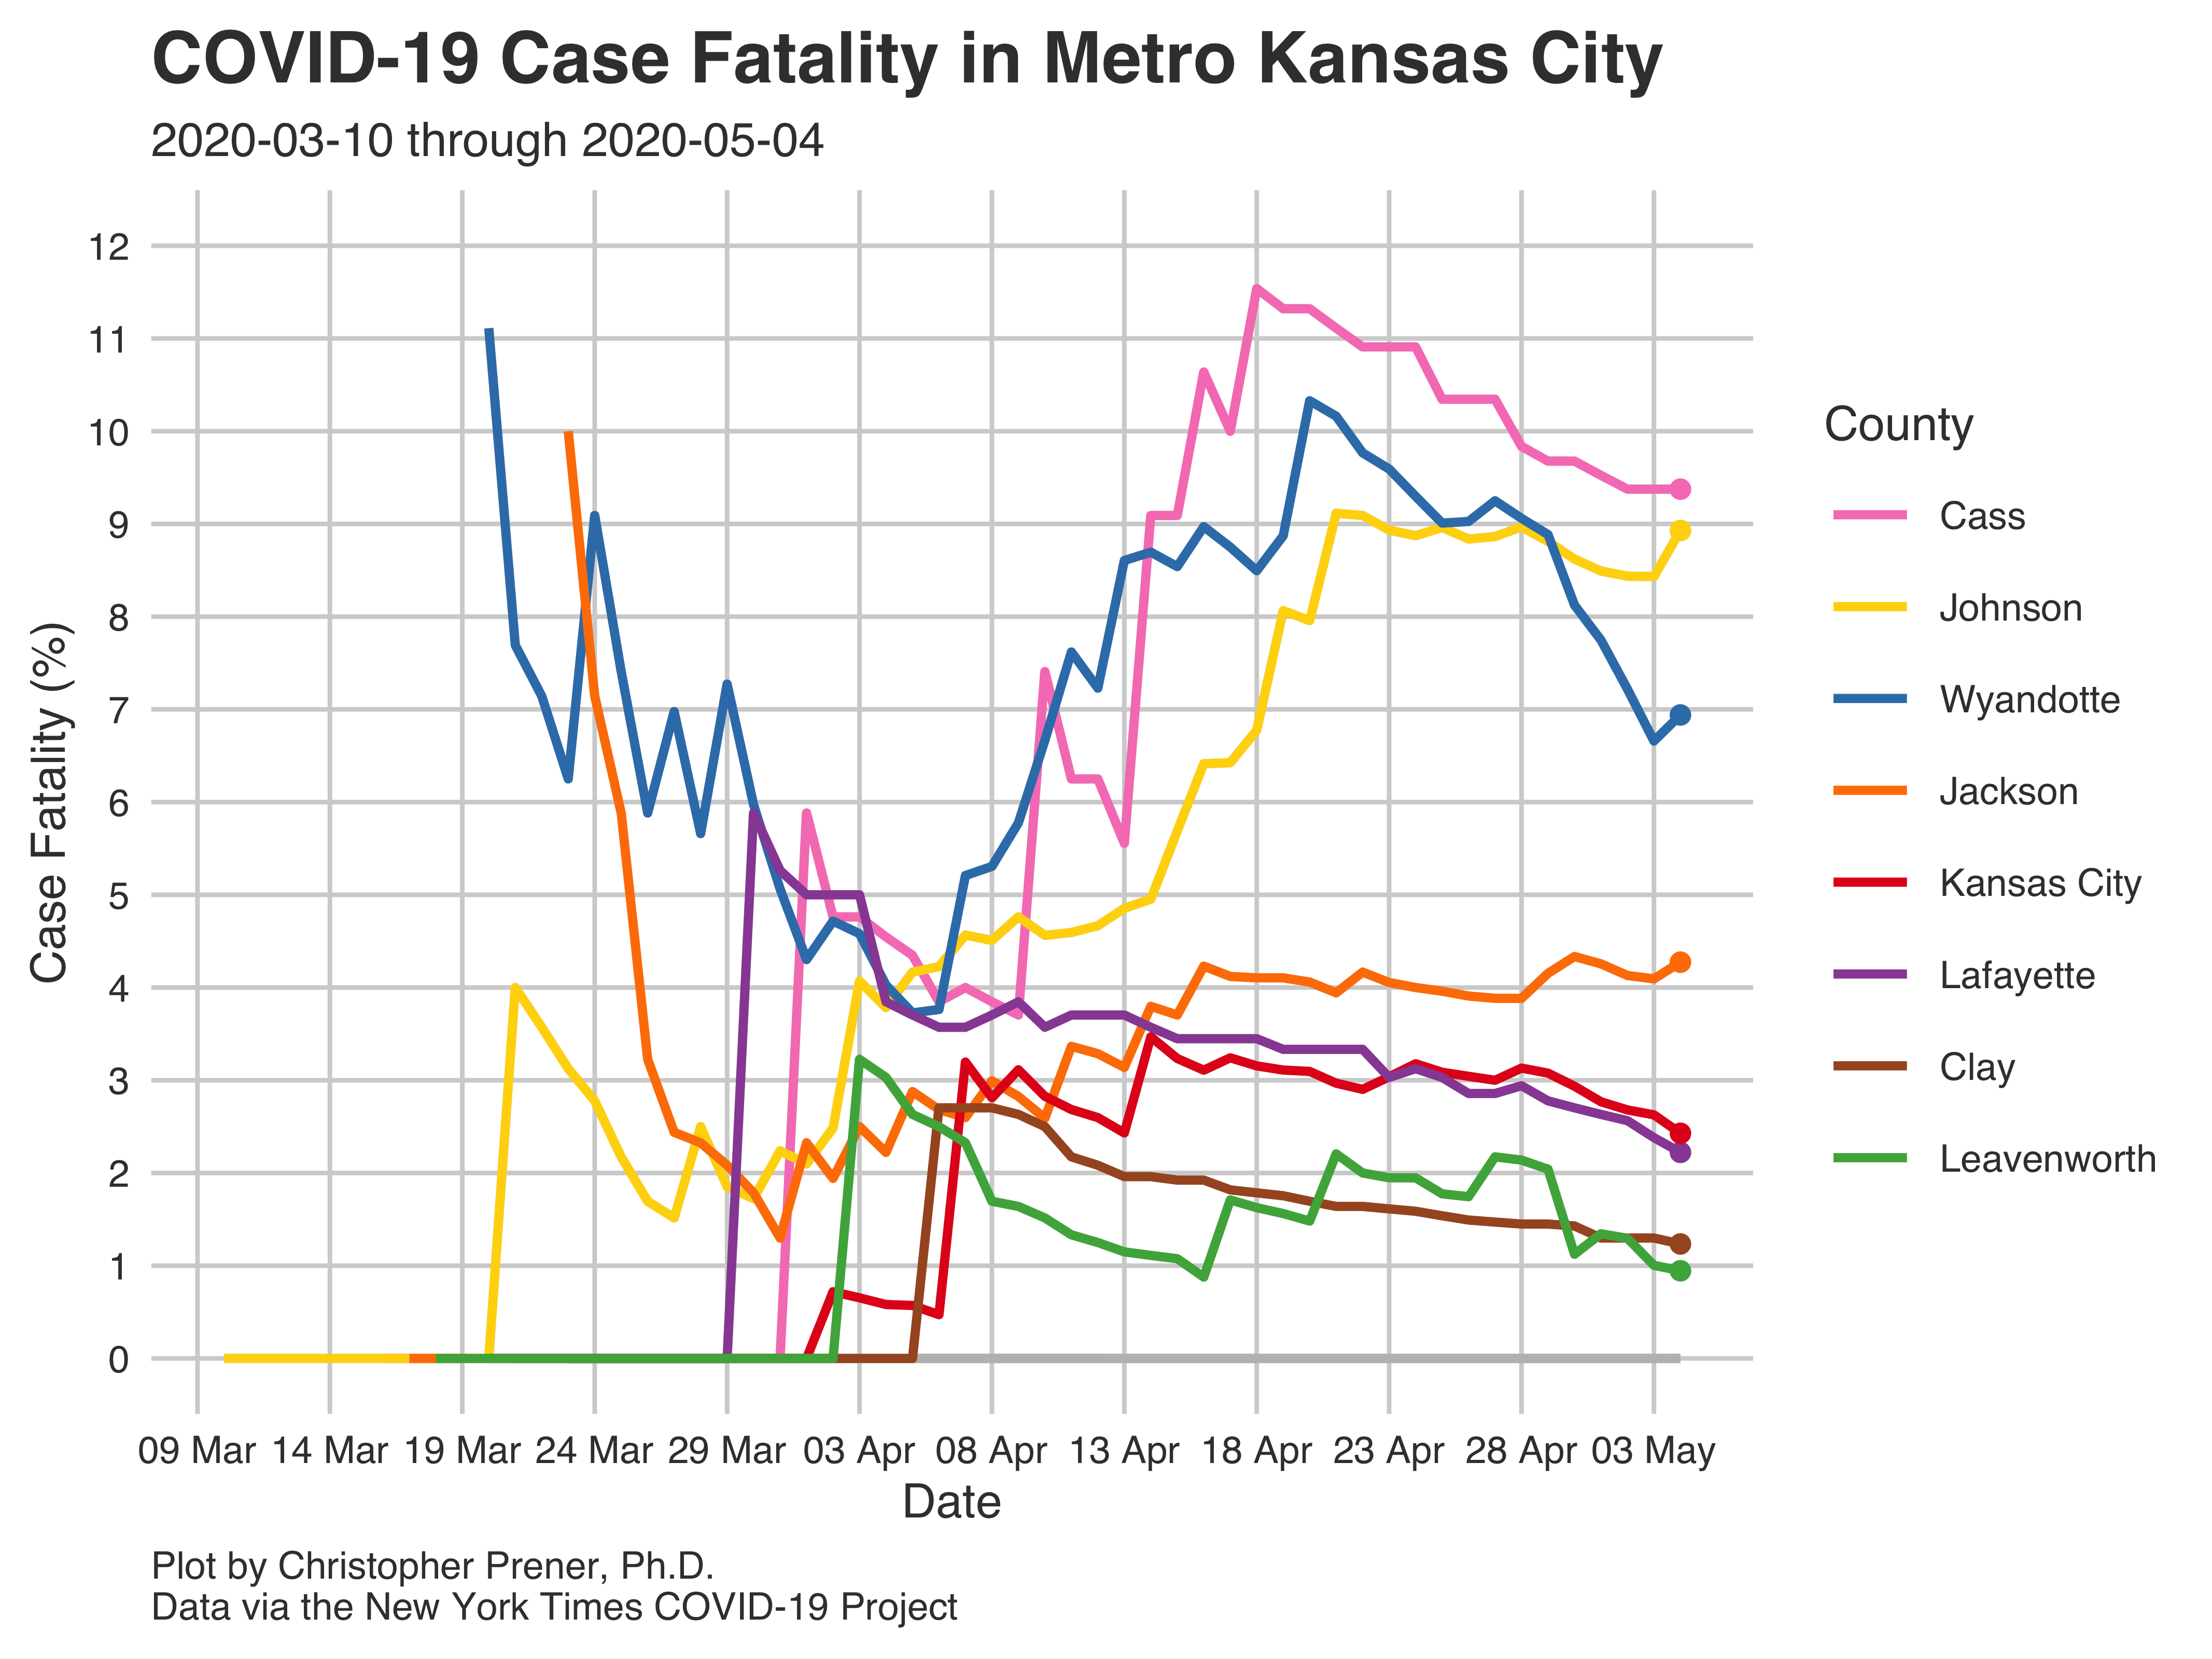 COVID-19 Case Fatality in Metro Kansas City
2020-03-10 through 2020-05-04
Case Fatality (%)
12
11
10
9
8
7
6
5
4
3
2
1
0
09 Mar 14 Mar 19 Mar 24 Mar 29 Mar 03 Apr 08 Apr 13 Apr 18 Apr 23 Apr 28 Apr 03 May
Date
County
Cass
Johnson
Wyandotte
Jackson
Kansas City
Lafayette
Clay
Leavenworth
Plot by Christopher Prener, Ph.D.
Data via the New York Times COVID-19 Project